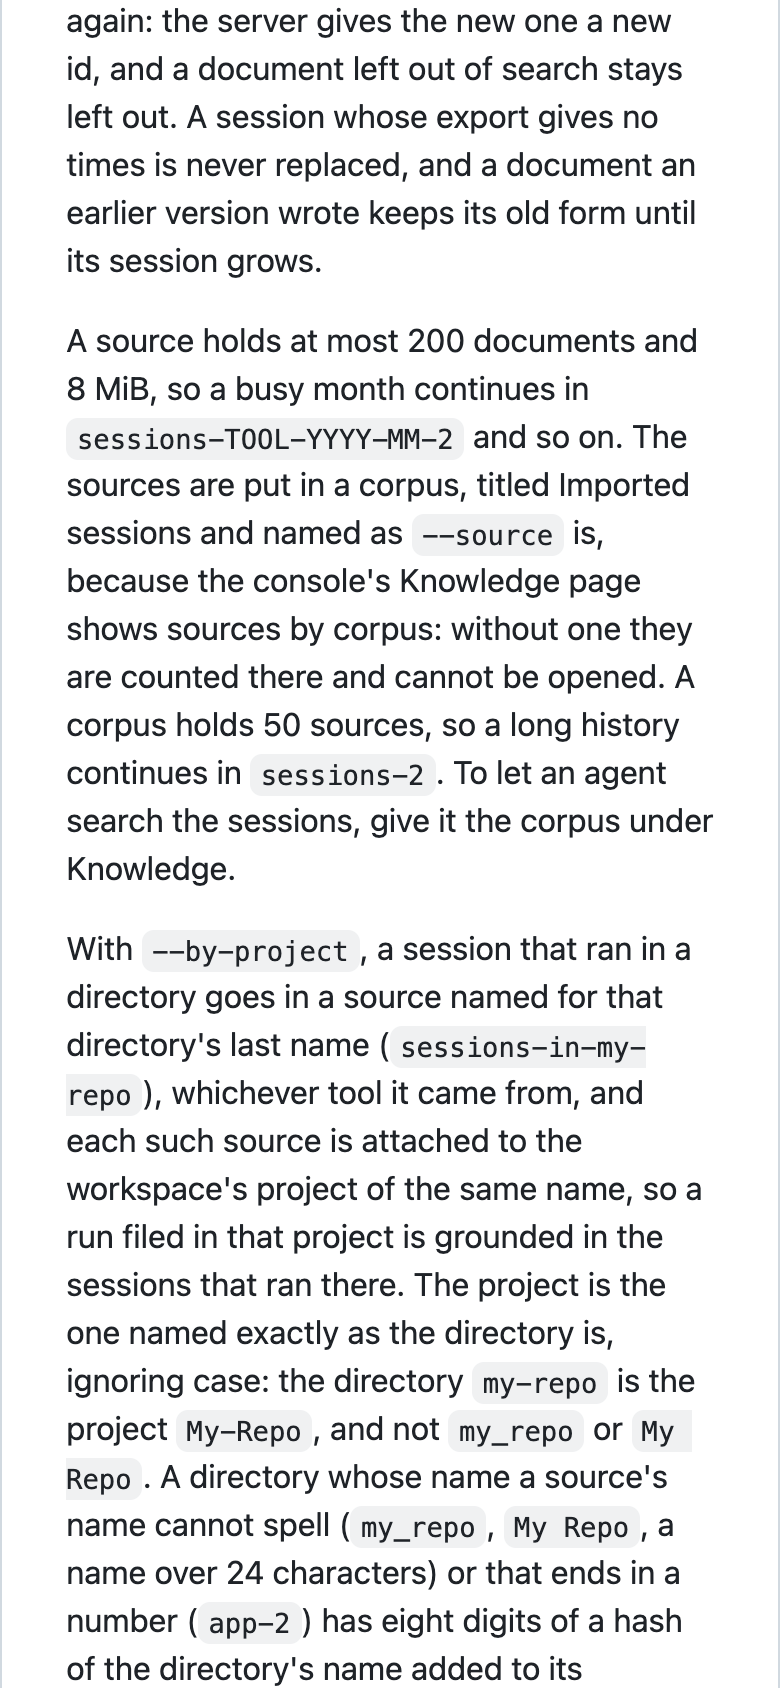 again: the server gives the new one a new
id, and a document left out of search stays
left out. A session whose export gives no
times is never replaced, and a document an
earlier version wrote keeps its old form until
its session grows.
A source holds at most 200 documents and
8 MiB, so a busy month continues in
sessions-TOOL-YYYY-MM-2 and so on. The
sources are put in a corpus, titled Imported
sessions and named as --source is,
because the console's Knowledge page
shows sources by corpus: without one they
are counted there and cannot be opened. A
corpus holds 50 sources, so a long history
continues in sessions-2. To let an agent
search the sessions, give it the corpus under
Knowledge.
With --by-project, a session that ran in a
directory goes in a source named for that
directory's last name (sessions-in-my-
repo), whichever tool it came from, and
each such source is attached to the
workspace's project of the same name, so a
run filed in that project is grounded in the
sessions that ran there. The project is the
one named exactly as the directory is,
ignoring case: the directory my-repo is the
project My-Repo, and not my_repo or My
Repo. A directory whose name a source's
name cannot spell (my_repo, My Repo, a
name over 24 characters) or that ends in a
number (app-2) has eight digits of a hash
of the directory's name added to its